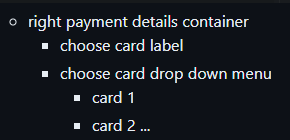 right payment details container
choose card label
choose card drop down menu
card 1
card 2 ...